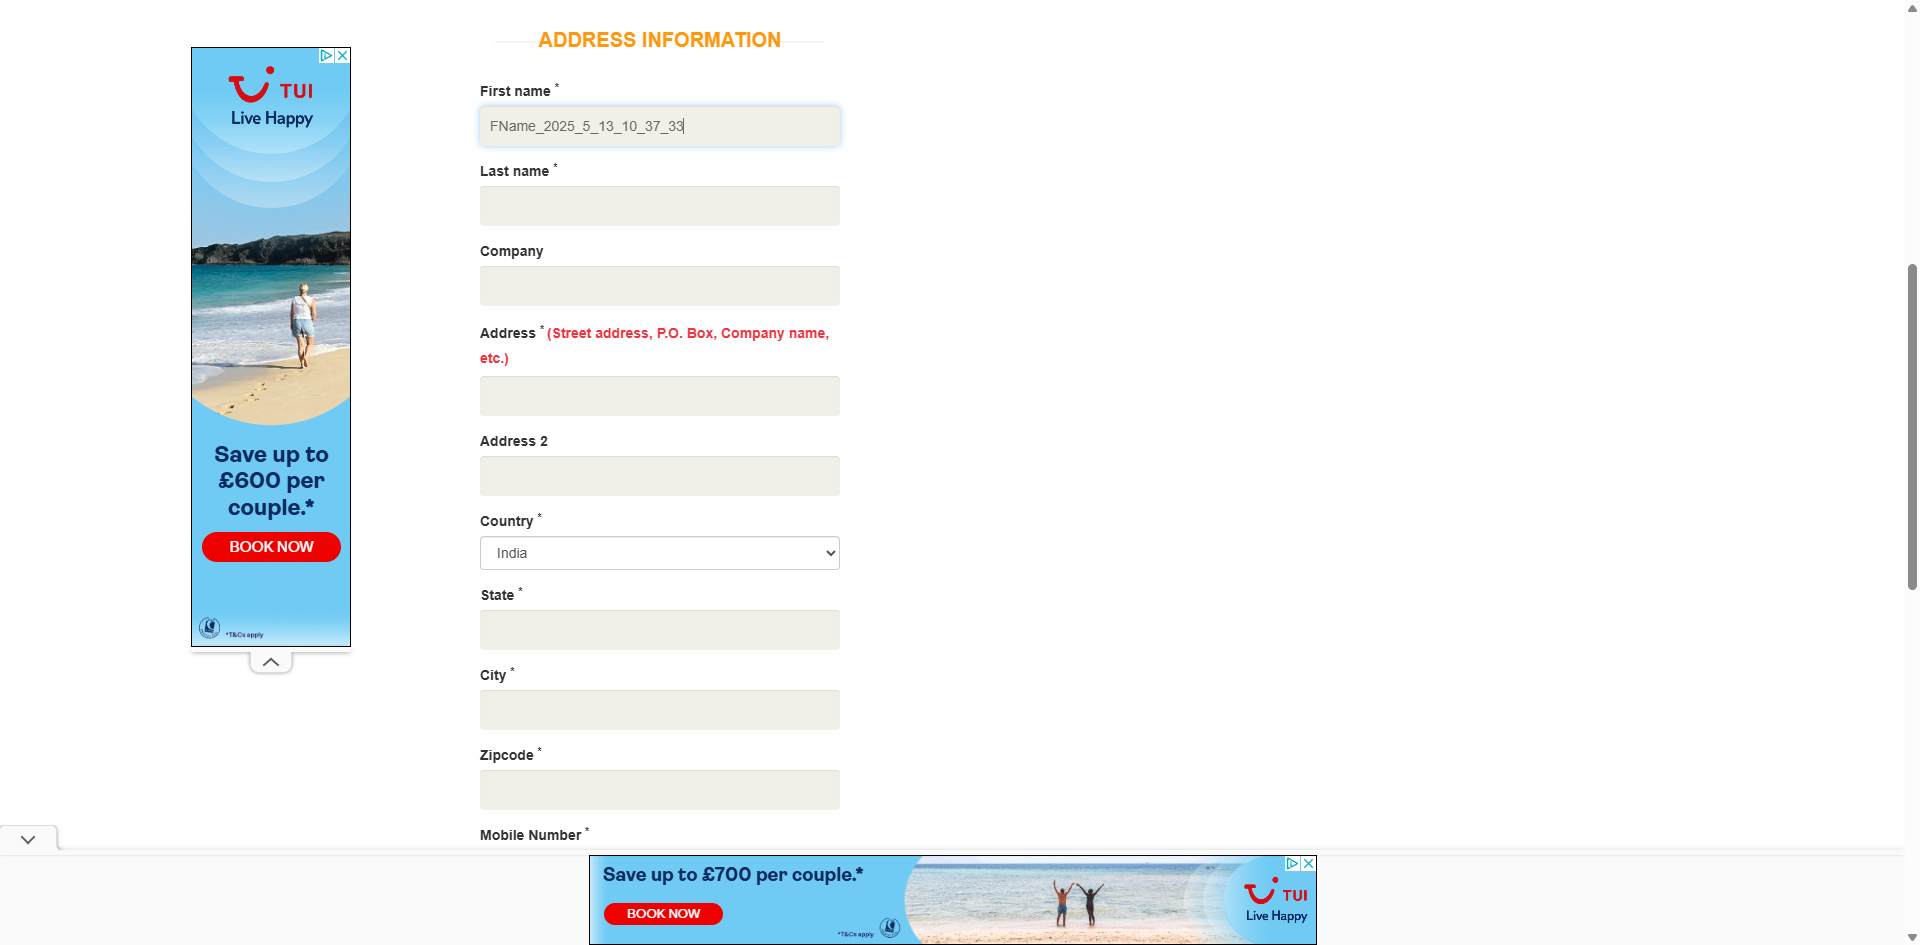 ADDRESS INFORMATION
TUI
Live Happy
Save up to
£600 per
couple.*
BOOK NOW
*T&Cs apply
First name *
FName_2025_5_13_10_37_33
Last name *
Company
Address * (Street address, P.O. Box, Company name,
etc.)
Address 2
Country *
India
State *
City *
Zipcode *
Mobile Number *
Save up to £700 per couple.*
BOOK NOW
*T&Cs apply
TUI
Live Happy